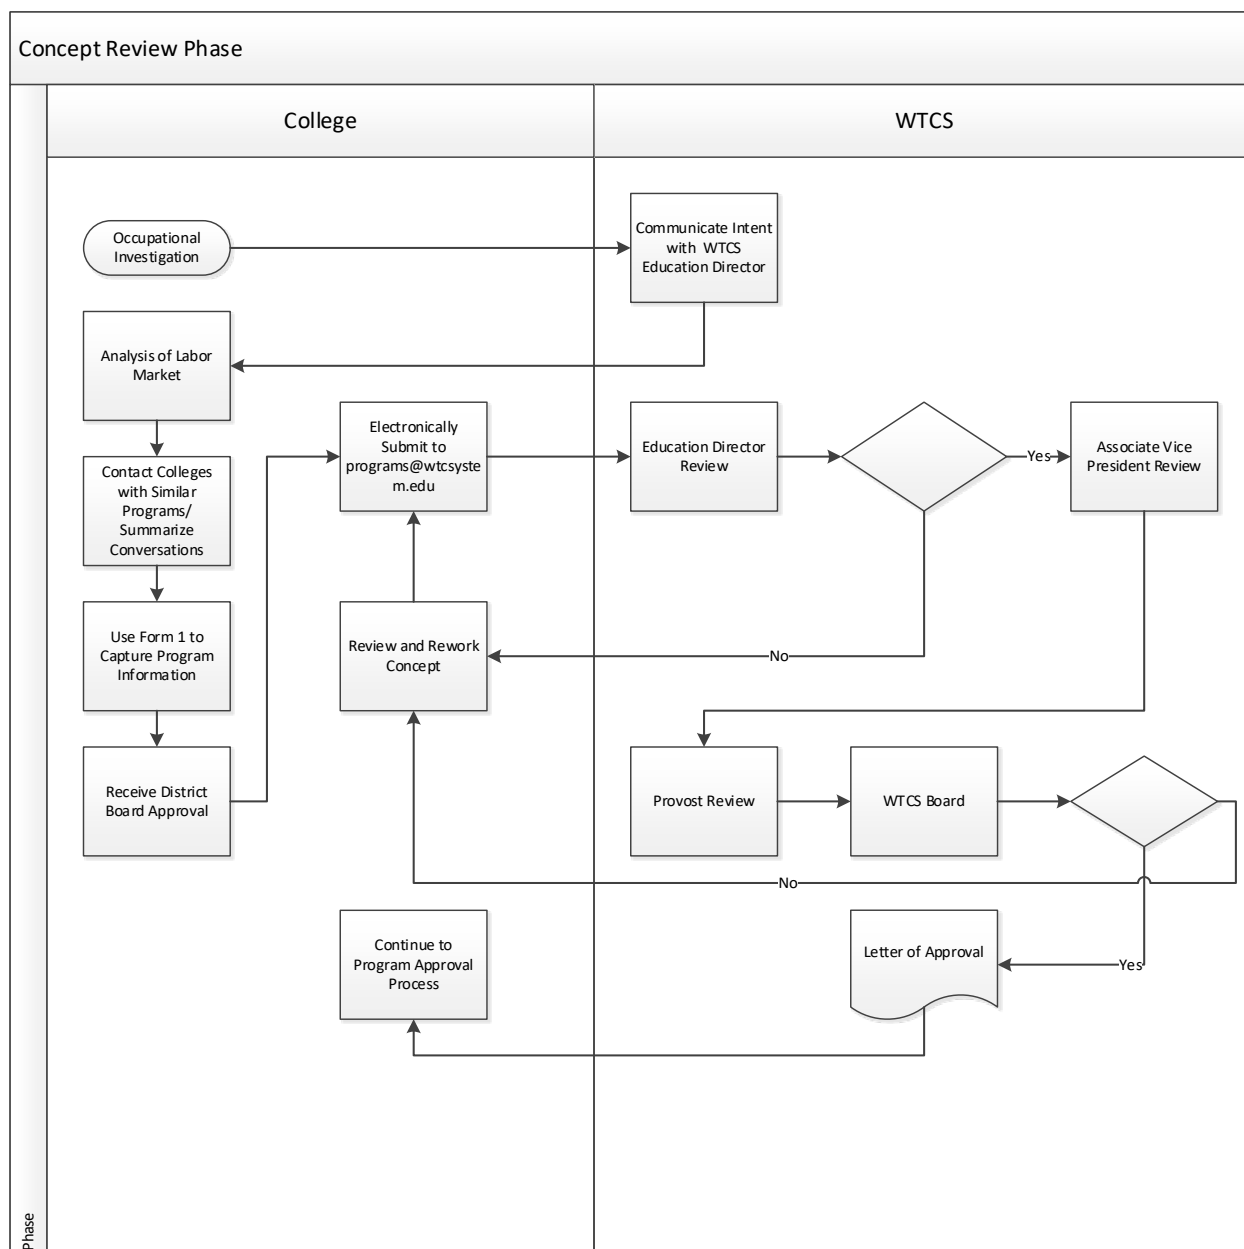 Concept Review Phase
College
WTCS
Occupational
Investigation
Communicate Intent
with  WTCS
Education Director
Analysis of Labor
Market
Electronically
Submit to
programs@wtcsyste
m.edu
Education Director
Review
Yes
Associate Vice
President Review
Contact Colleges
with Similar
Programs/
Summarize
Conversations
Use Form 1 to
Capture Program
Information
Review and Rework
Concept
No
Receive District
Board Approval
Provost Review
WTCS Board
No
Continue to
Program Approval
Process
Letter of Approval
Yes
Phase